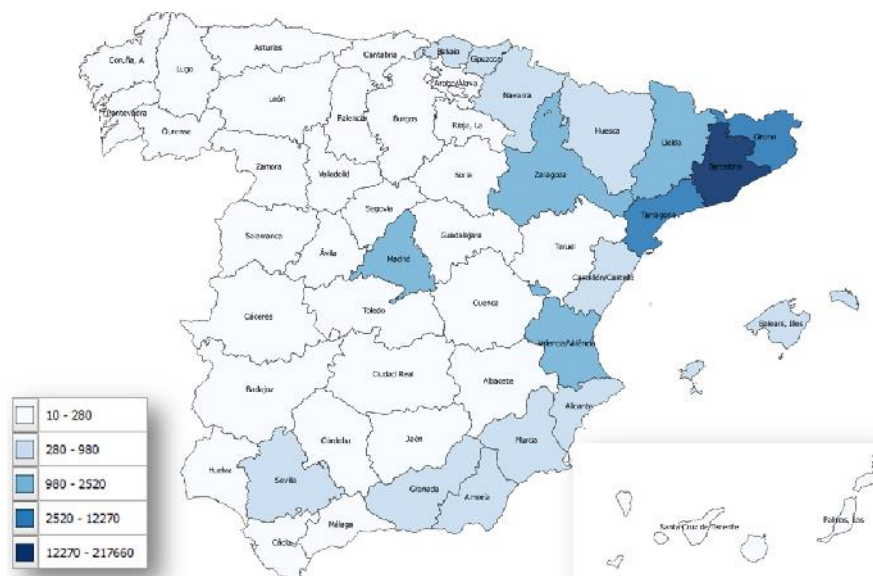 Asturias
Cantabria
Bizkaia
Gipuzcoa
Coruña, A
Lugo
Araba/Álava
Navarra
León
Palencia
Burgos
Rioja, La
Huesca
Lleida
Girona
Pontevedra
Ourense
Barcelona
Zamora
Valladolid
Soria
Zaragoza
Tarragona
Segovia
Salamanca
Ávila
Guadalajara
Madrid
Teruel
Castellón/Castelló
Cáceres
Toledo
Cuenca
Balears, Illes
Valencia/València
Ciudad Real
Badajoz
Albacete
Alicante
10 - 280
280 - 980
980 - 2520
2520 - 12270
12270 - 217660
Córdoba
Jaén
Murcia
Huelva
Sevilla
Granada
Almería
Málaga
Cádiz
Santa Cruz de Tenerife
Palmas, Las